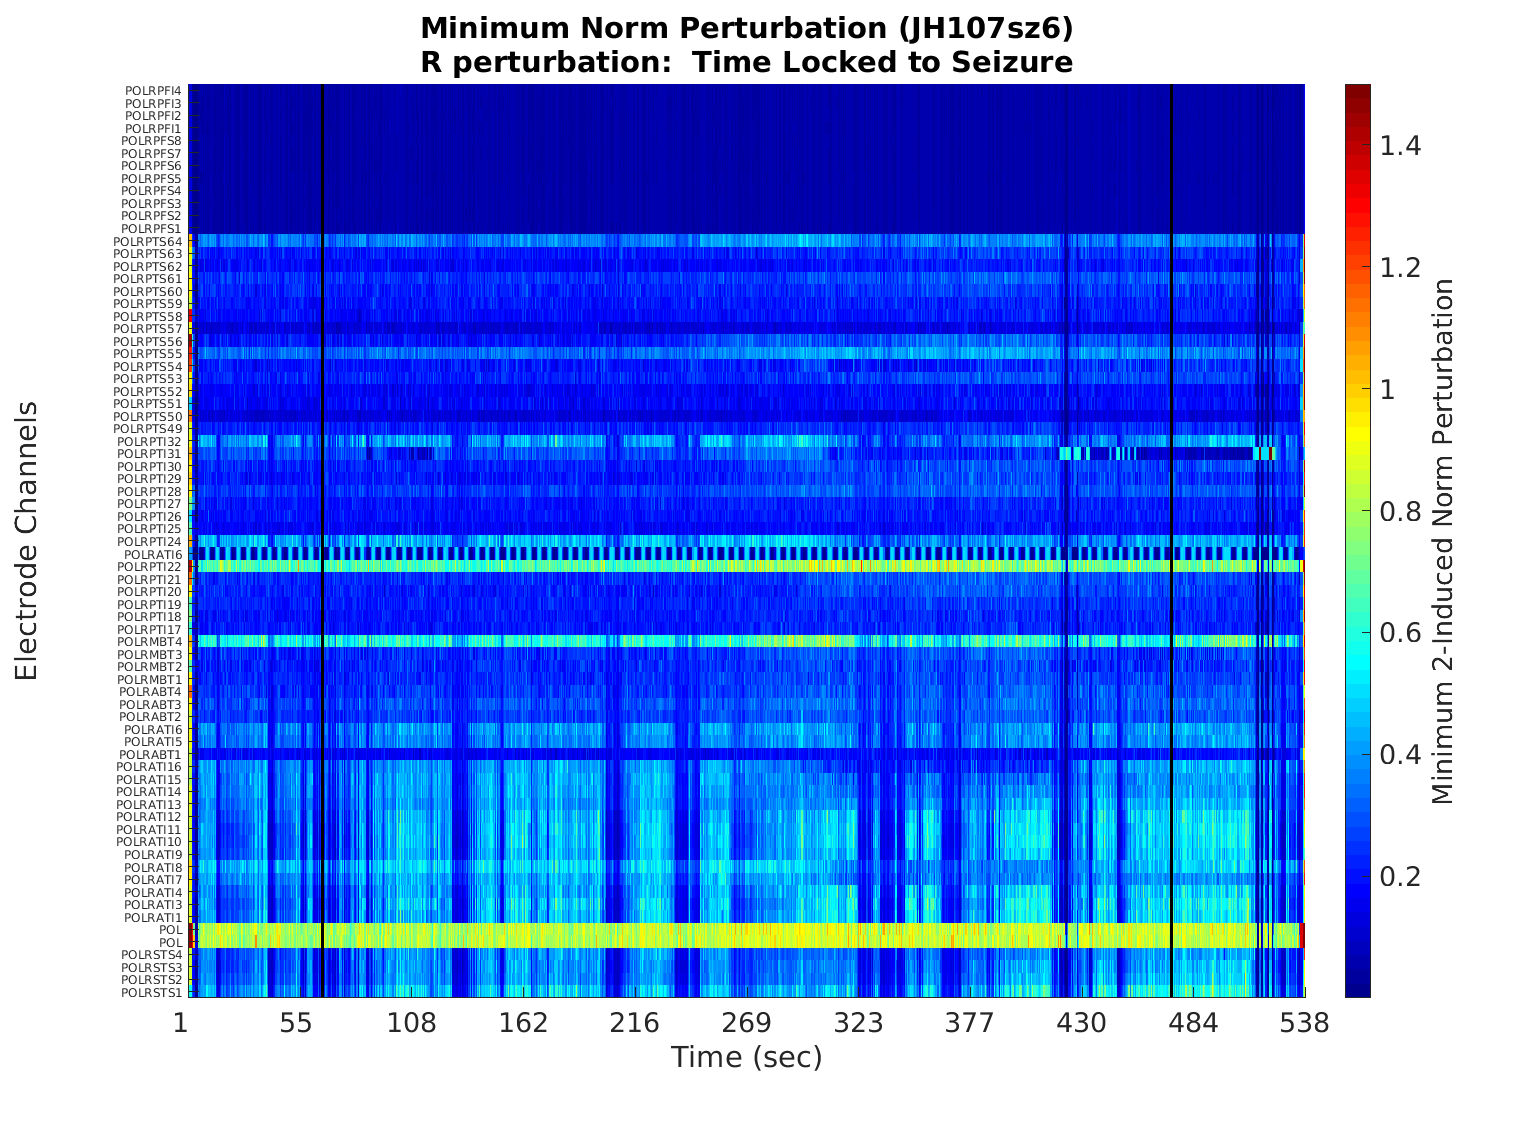 Minimum Norm Perturbation (JH107sz6)
R perturbation:  Time Locked to Seizure
Electrode Channels
POLRPFI4
POLRPFI3
POLRPFI2
POLRPFI1
POLRPFS8
POLRPFS7
POLRPFS6
POLRPFS5
POLRPFS4
POLRPFS3
POLRPFS2
POLRPFS1
POLRPTS64
POLRPTS63
POLRPTS62
POLRPTS61
POLRPTS60
POLRPTS59
POLRPTS58
POLRPTS57
POLRPTS56
POLRPTS55
POLRPTS54
POLRPTS53
POLRPTS52
POLRPTS51
POLRPTS50
POLRPTS49
POLRPTI32
POLRPTI31
POLRPTI30
POLRPTI29
POLRPTI28
POLRPTI27
POLRPTI26
POLRPTI25
POLRPTI24
POLRATI6
POLRPTI22
POLRPTI21
POLRPTI20
POLRPTI19
POLRPTI18
POLRPTI17
POLRMBT4
POLRMBT3
POLRMBT2
POLRMBT1
POLRABT4
POLRABT3
POLRABT2
POLRATI6
POLRATI5
POLRABT1
POLRATI16
POLRATI15
POLRATI14
POLRATI13
POLRATI12
POLRATI11
POLRATI10
POLRATI9
POLRATI8
POLRATI7
POLRATI4
POLRATI3
POLRATI1
POL
POL
POLRSTS4
POLRSTS3
POLRSTS2
POLRSTS1
1 55 108 162 216 269 323 377 430 484 538
Time (sec)
1.4
1.2
1
0.8
0.6
0.4
0.2
Minimum 2-Induced Norm Perturbation